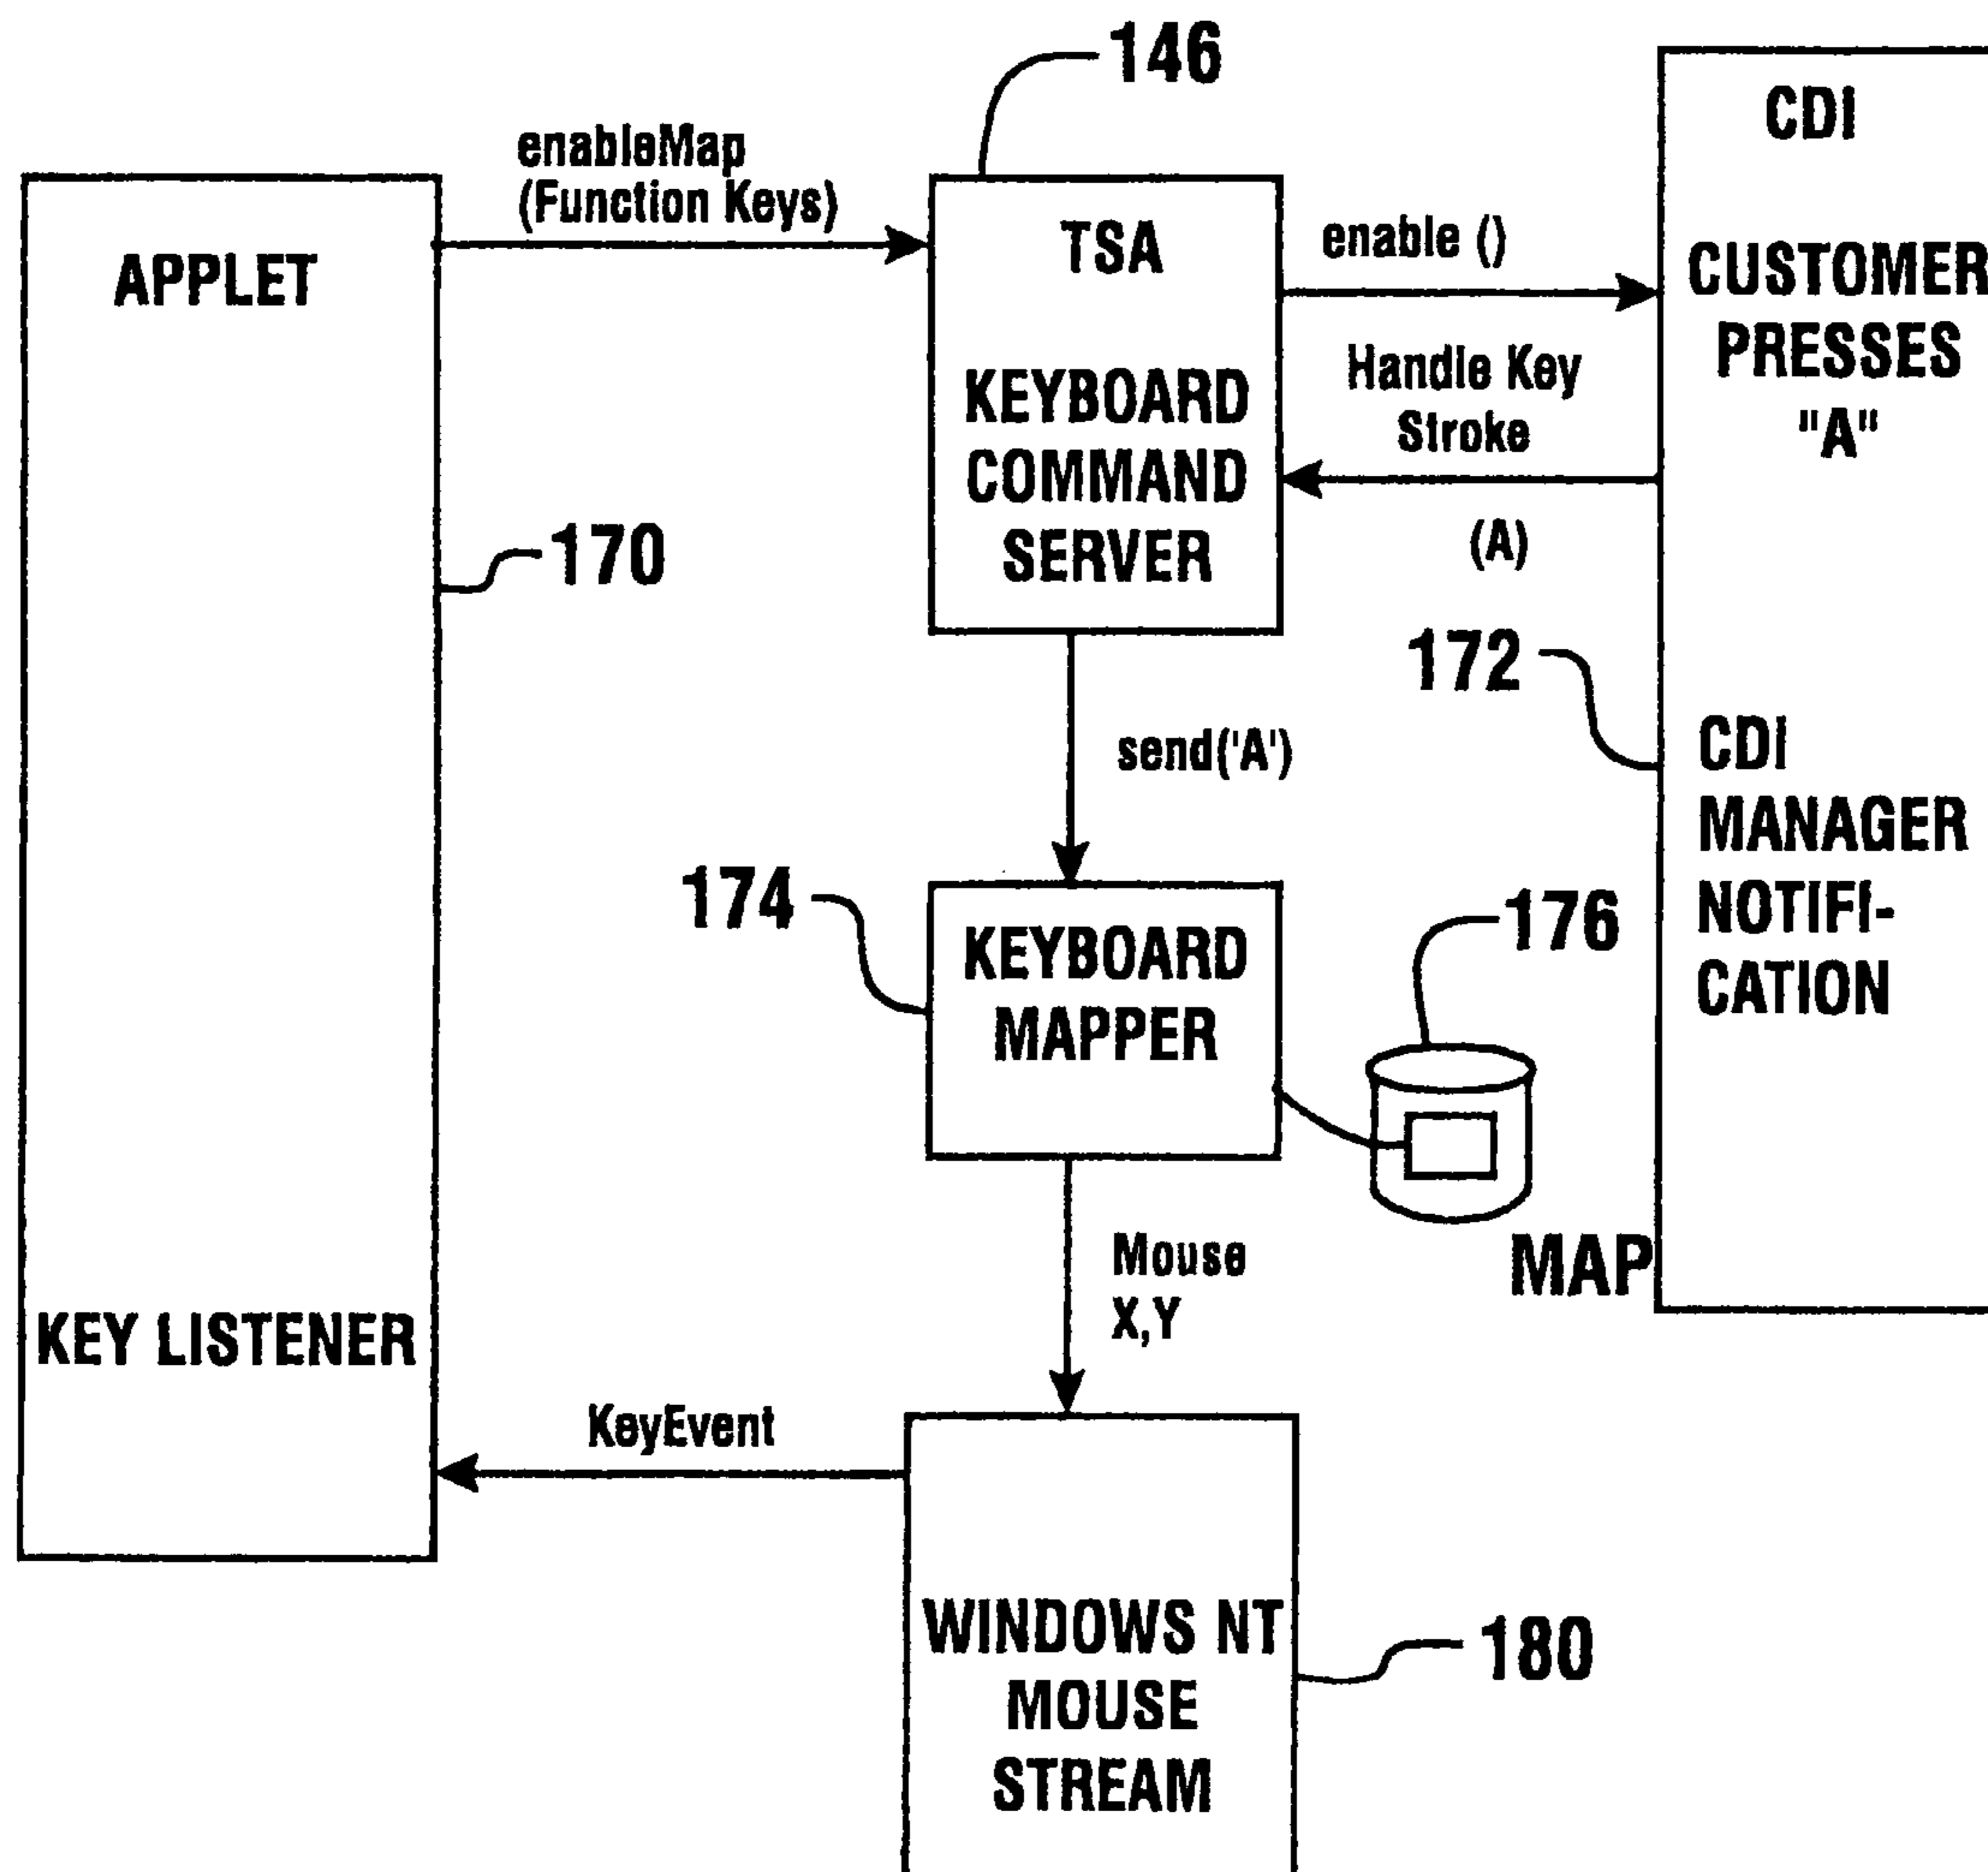 146
CDI
enableMap
(Function Keys)
APPLET
TSA
enable ()
CUSTOMER
PRESSES
"A"
KEYBOARD
COMMAND
SERVER
Handle Key
Stroke
(A)
170
172
send('A')
CDI
MANAGER
NOTIFI-
CATION
174
KEYBOARD
MAPPER
176
MAP
Mouse
X,Y
KEY LISTENER
KeyEvent
WINDOWS NT
MOUSE
STREAM
180